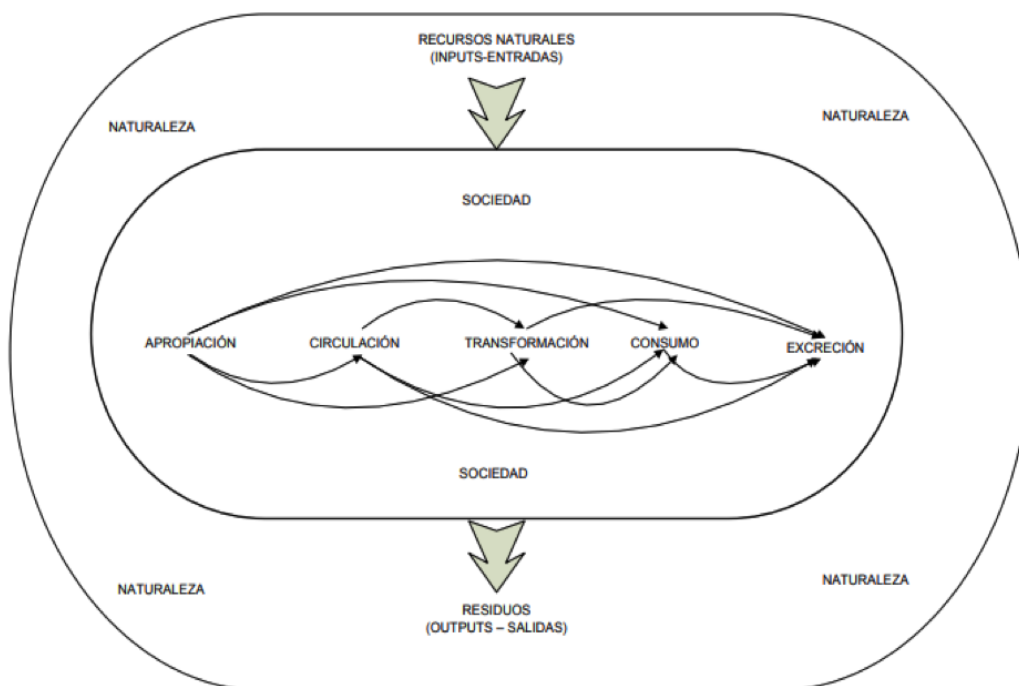 RECURSOS NATURALES
(INPUTS-ENTRADAS)
NATURALEZA
NATURALEZA
SOCIEDAD
APROPIACIÓN
CIRCULACIÓN
TRANSFORMACIÓN
CONSUMO
EXCRECIÓN
SOCIEDAD
NATURALEZA
NATURALEZA
RESIDUOS
(OUTPUTS – SALIDAS)